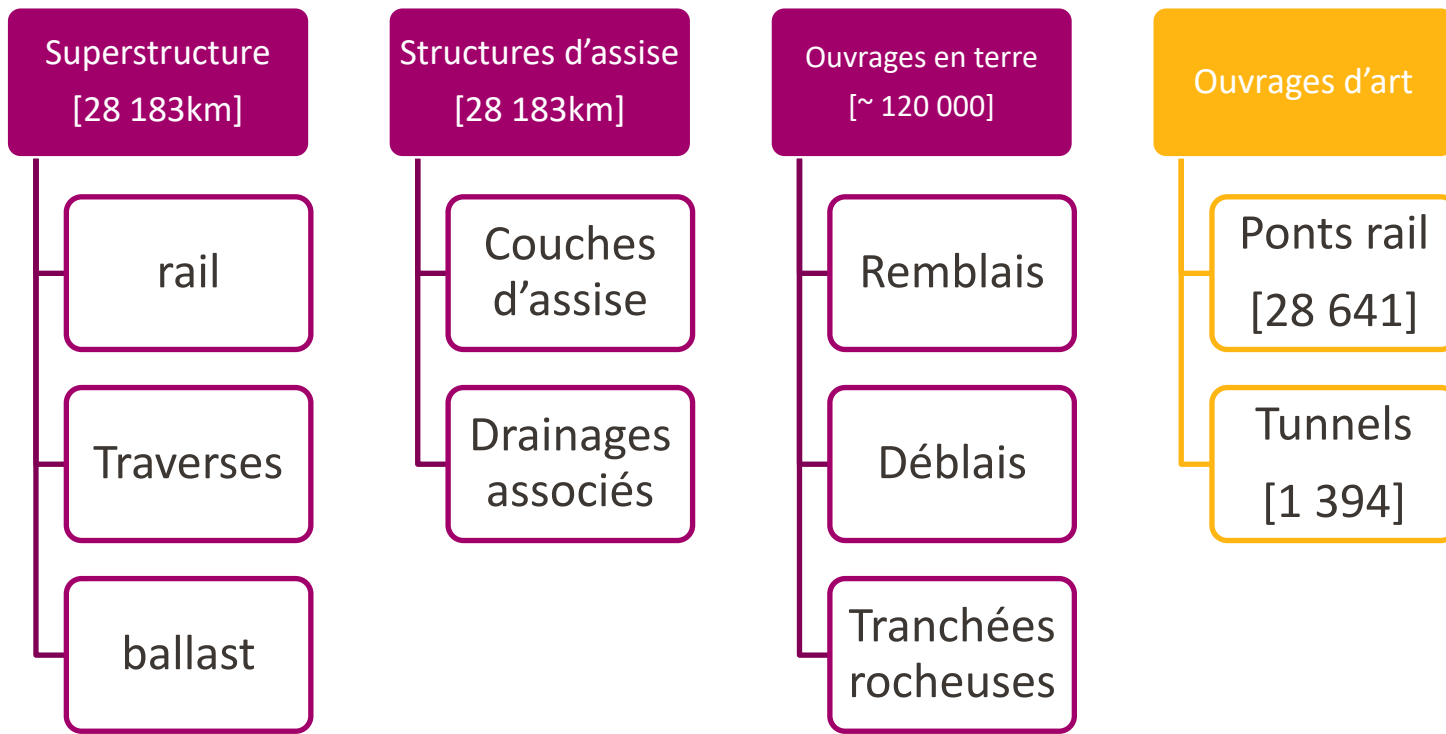 Superstructure
[28 183km]
rail
Traverses
ballast
Structures d’assise
[28 183km]
Couches
d’assise
Drainages
associés
Ouvrages en terre
[~ 120 000]
Remblais
Déblais
Tranchées
rocheuses
Ouvrages d’art
Ponts rail
[28 641]
Tunnels
[1 394]